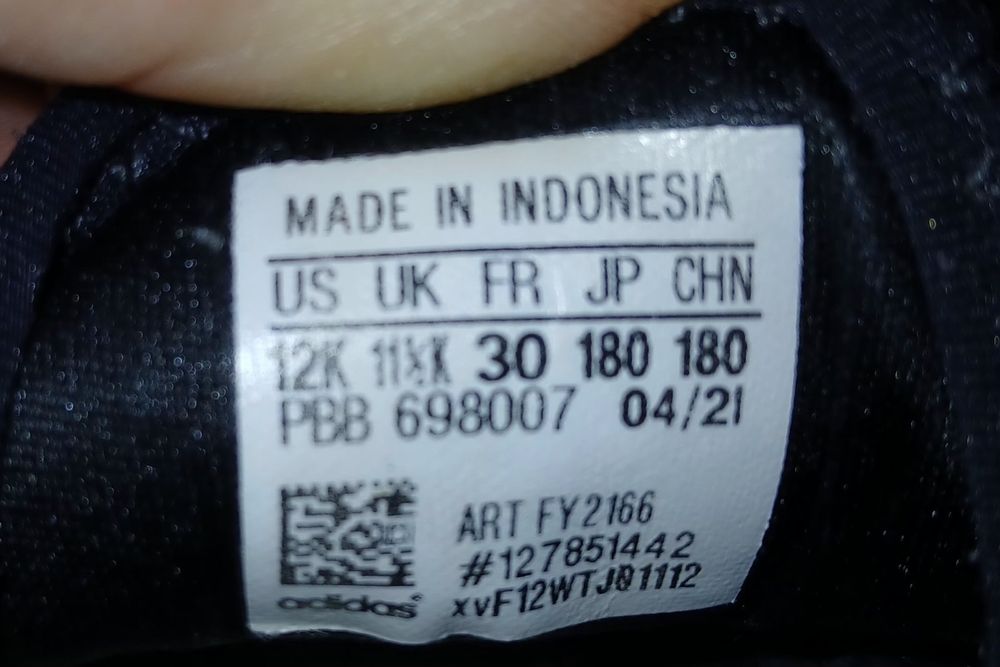 MADE IN INDONESIA
US UK FR JP CHN
12K 11½K 30 180 180
PBB 698007 04/21
ART FY2166
#127851442
xvF12WTJ01112
adidas